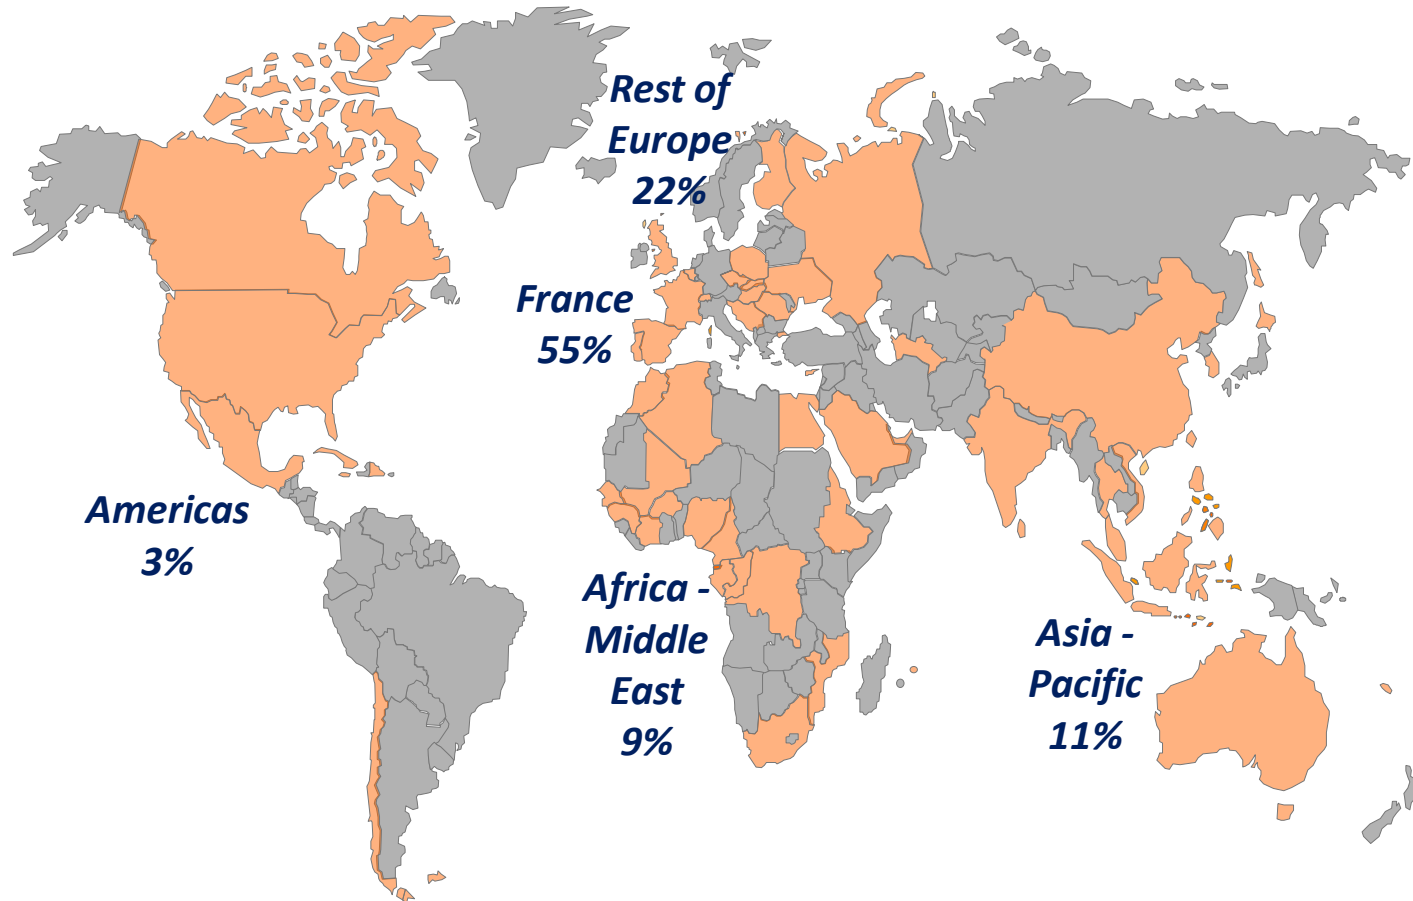 Rest of
Europe
22%
France
55%
Americas
3%
Africa -
Middle
East
9%
Asia -
Pacific
11%